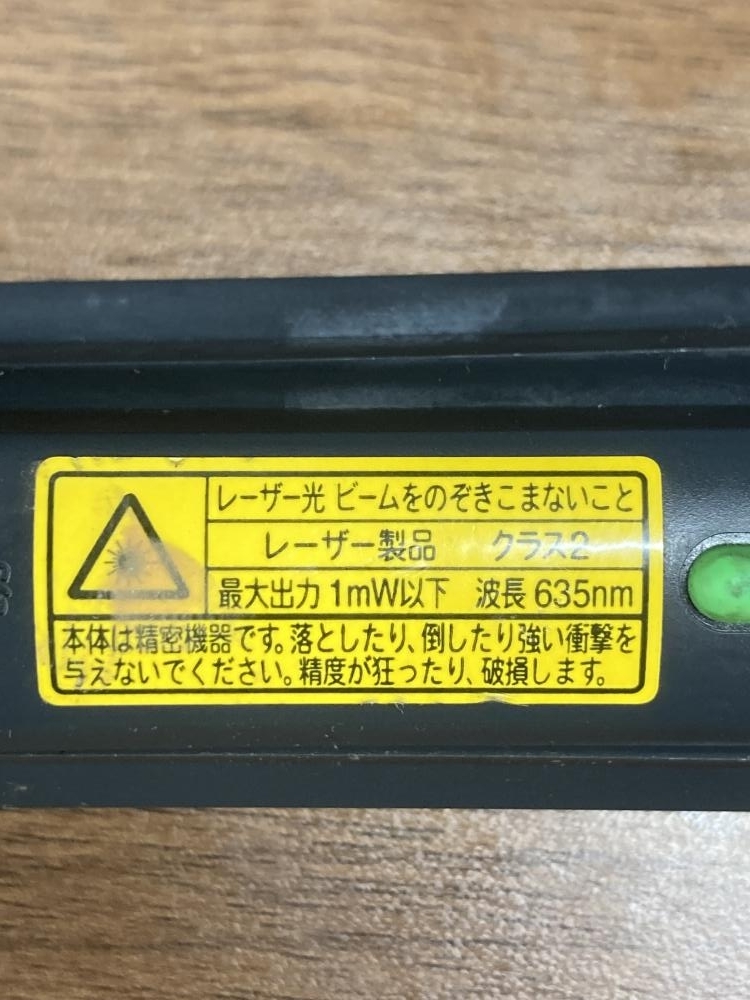 レーザー光 ビームをのぞきこまないこと
レーザー製品 クラス2
最大出力 1mW以下 波長 635nm
本体は精密機器です。落としたり、倒したり強い衝撃を
与えないでください。精度が狂ったり、破損します。